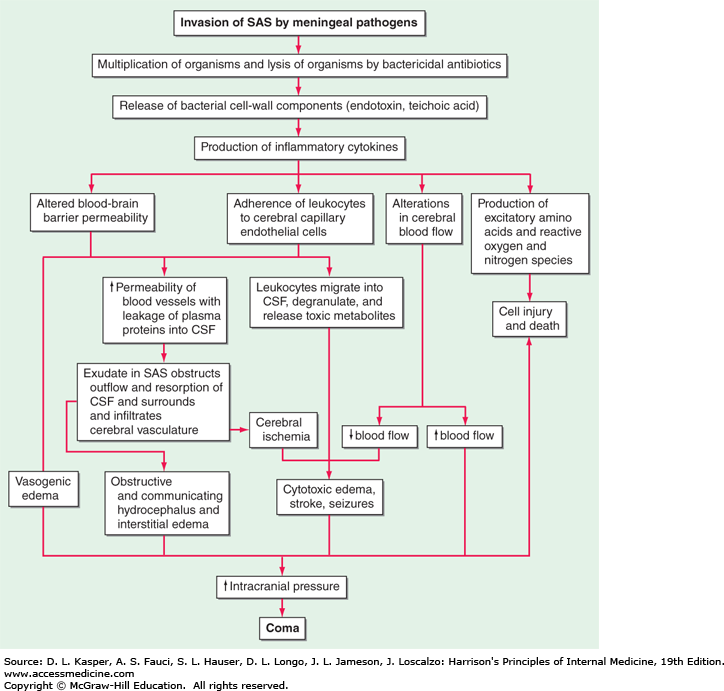 Invasion of SAS by meningeal pathogens
Multiplication of organisms and lysis of organisms by bactericidal antibiotics
Release of bacterial cell-wall components (endotoxin, teichoic acid)
Production of inflammatory cytokines
Altered blood-brain
barrier permeability
Adherence of leukocytes
to cerebral capillary
endothelial cells
Alterations
in cerebral
blood flow
Production of
excitatory amino
acids and reactive
oxygen and
nitrogen species
↑Permeability of
blood vessels with
leakage of plasma
proteins into CSF
Leukocytes migrate into
CSF, degranulate, and
release toxic metabolites
Cell injury
and death
Exudate in SAS obstructs
outflow and resorption of
CSF and surrounds
and infiltrates
cerebral vasculature
Cerebral
ischemia
↓blood flow
↑blood flow
Vasogenic
edema
Obstructive
and communicating
hydrocephalus and
interstitial edema
Cytotoxic edema,
stroke, seizures
↑Intracranial pressure
Coma
Source: D. L. Kasper, A. S. Fauci, S. L. Hauser, D. L. Longo, J. L. Jameson, J. Loscalzo: Harrison's Principles of Internal Medicine, 19th Edition.
www.accessmedicine.com
Copyright © McGraw-Hill Education. All rights reserved.